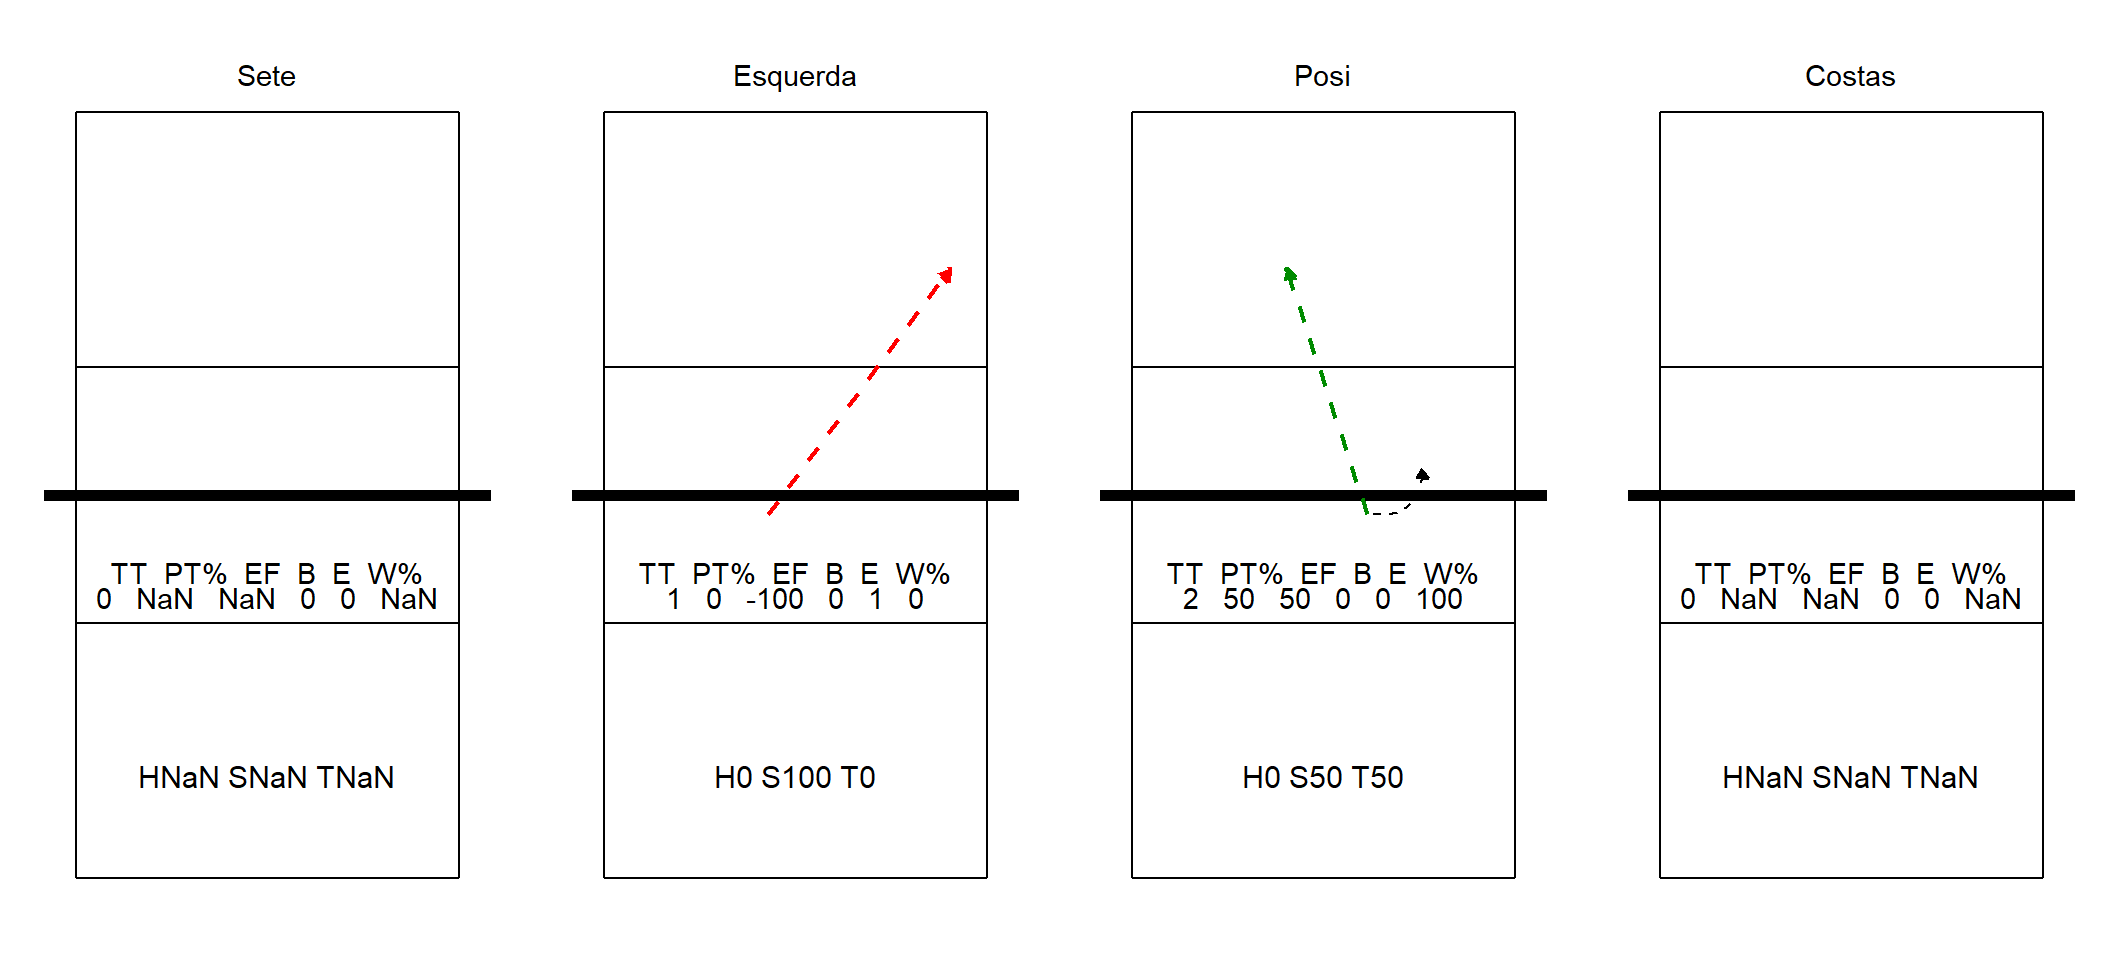 Sete
TT PT% EF B E W%
0 NaN NaN 0 0 NaN
HNaN SNaN TNaN
Esquerda
TT PT% EF B E W%
1 0 -100 0 1 0
H0 S100 T0
Posi
TT PT% EF B E W%
2 50 50 0 0 100
H0 S50 T50
Costas
TT PT% EF B E W%
0 NaN NaN 0 0 NaN
HNaN SNaN TNaN